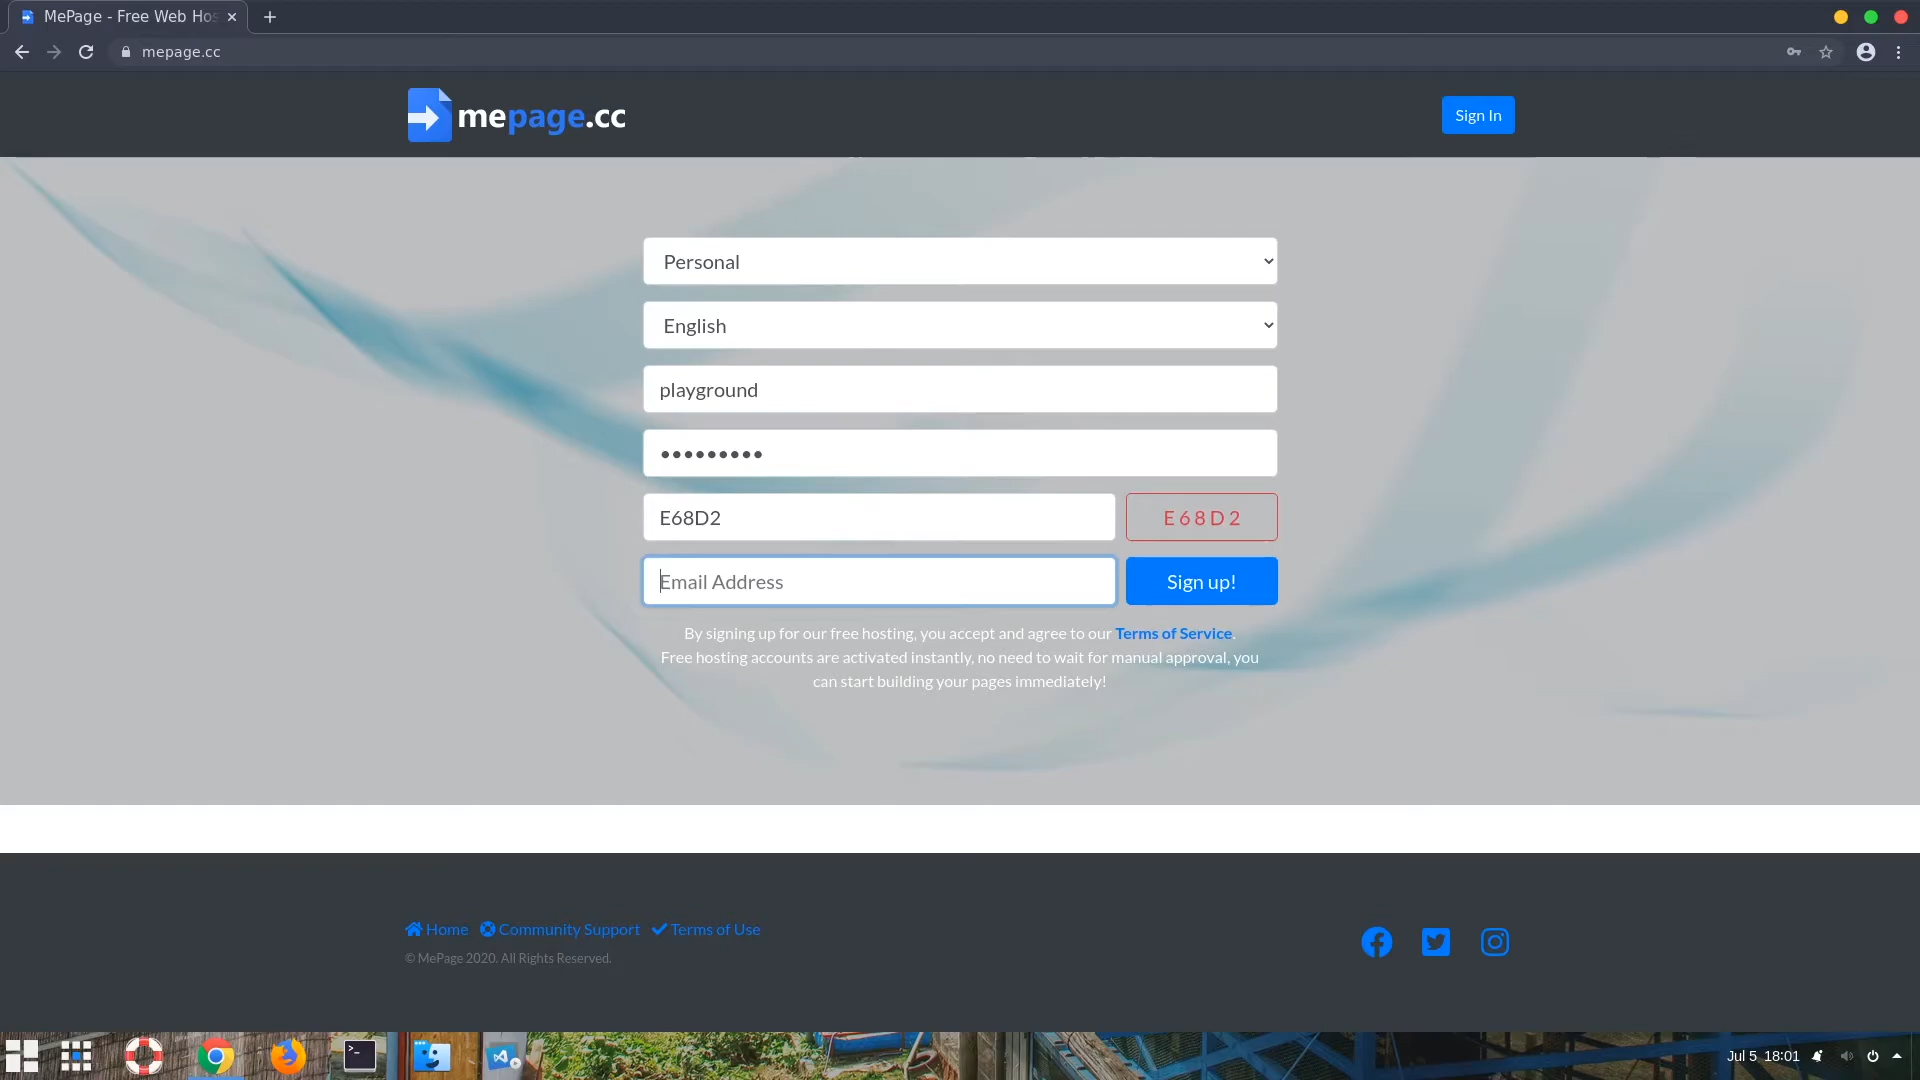 MePage - Free Web Hos
mepage.cc
mepage.cc
Sign In
Personal
English
playground
•••••••••
E68D2
E68D2
Email Address
Sign up!
By signing up for our free hosting, you accept and agree to our Terms of Service.
Free hosting accounts are activated instantly, no need to wait for manual approval, you
can start building your pages immediately!
Home
Community Support
Terms of Use
© MePage 2020. All Rights Reserved.
Jul 5 18:01